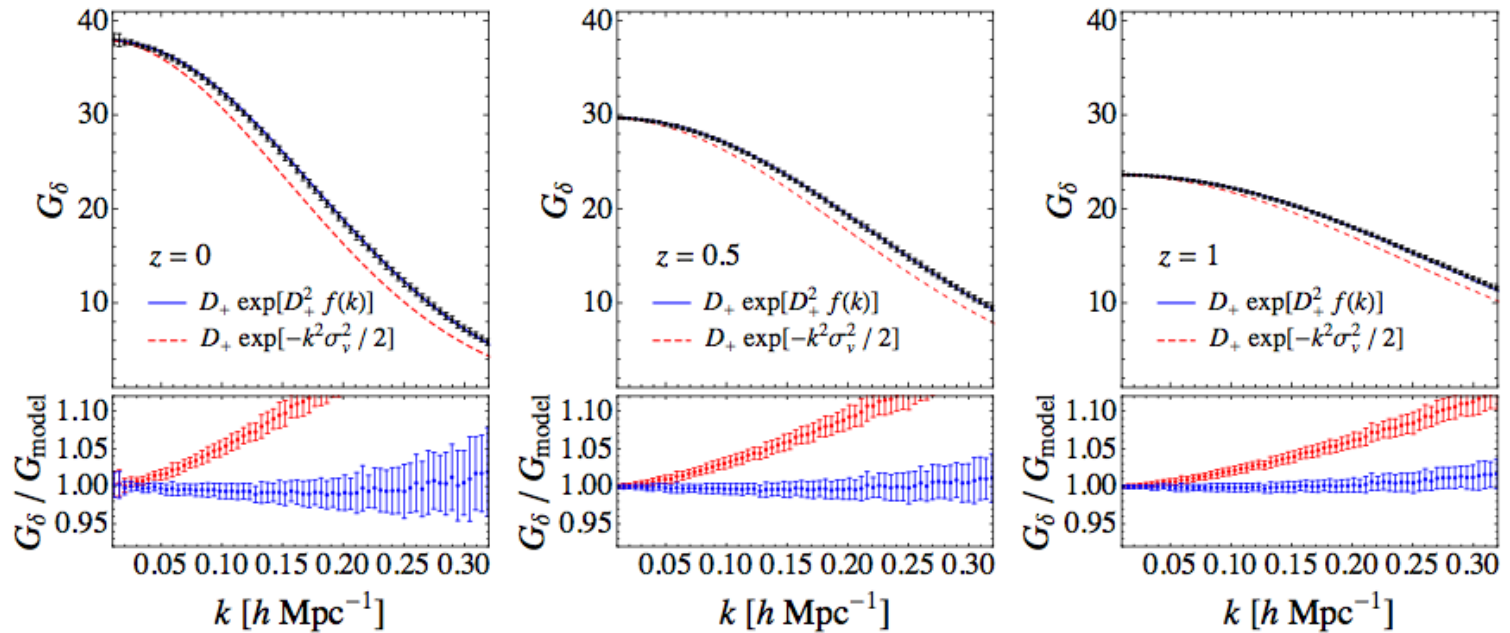 40
30
20
10
G_δ
z = 0
D_+ exp[D_+^2 f(k)]
D_+ exp[−k^2 σ_v^2 / 2]
1.10
1.05
1.00
0.95
G_δ / G_model
0.05 0.10 0.15 0.20 0.25 0.30
k [h Mpc^−1]
40
30
20
10
G_δ
z = 0.5
D_+ exp[D_+^2 f(k)]
D_+ exp[−k^2 σ_v^2 / 2]
1.10
1.05
1.00
0.95
G_δ / G_model
0.05 0.10 0.15 0.20 0.25 0.30
k [h Mpc^−1]
40
30
20
10
G_δ
z = 1
D_+ exp[D_+^2 f(k)]
D_+ exp[−k^2 σ_v^2 / 2]
1.10
1.05
1.00
0.95
G_δ / G_model
0.05 0.10 0.15 0.20 0.25 0.30
k [h Mpc^−1]